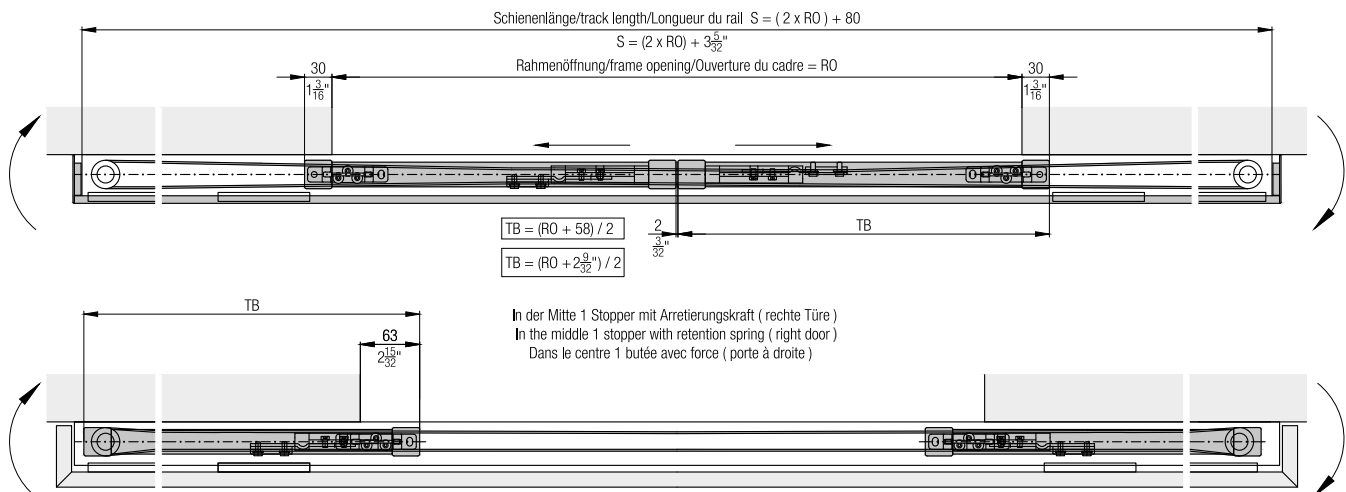 Schienenlänge/track length/Longueur du rail S = ( 2 x RO ) + 80
S = (2 x RO) + 3 5/32"
Rahmenöffnung/frame opening/Ouverture du cadre = RO
30
1 3/16"
30
1 3/16"
TB = (RO + 58) / 2
TB = (RO + 2 9/32") / 2
2
3/32"
TB
TB
63
2 15/32"
In der Mitte 1 Stopper mit Arretierungskraft ( rechte Türe )
In the middle 1 stopper with retention spring ( right door )
Dans le centre 1 butée avec force ( porte à droite )